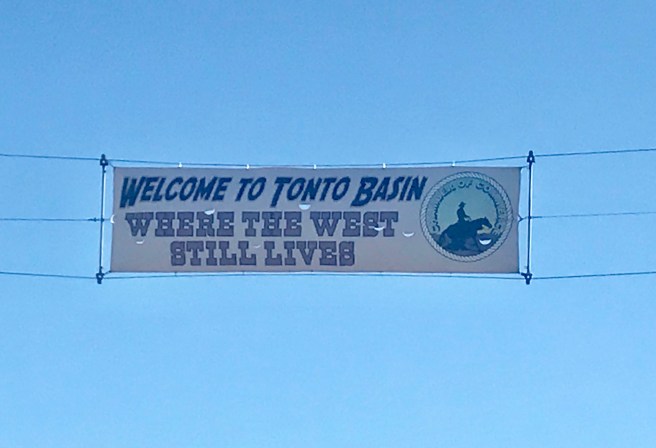 WELCOME TO TONTO BASIN
WHERE THE WEST
STILL LIVES